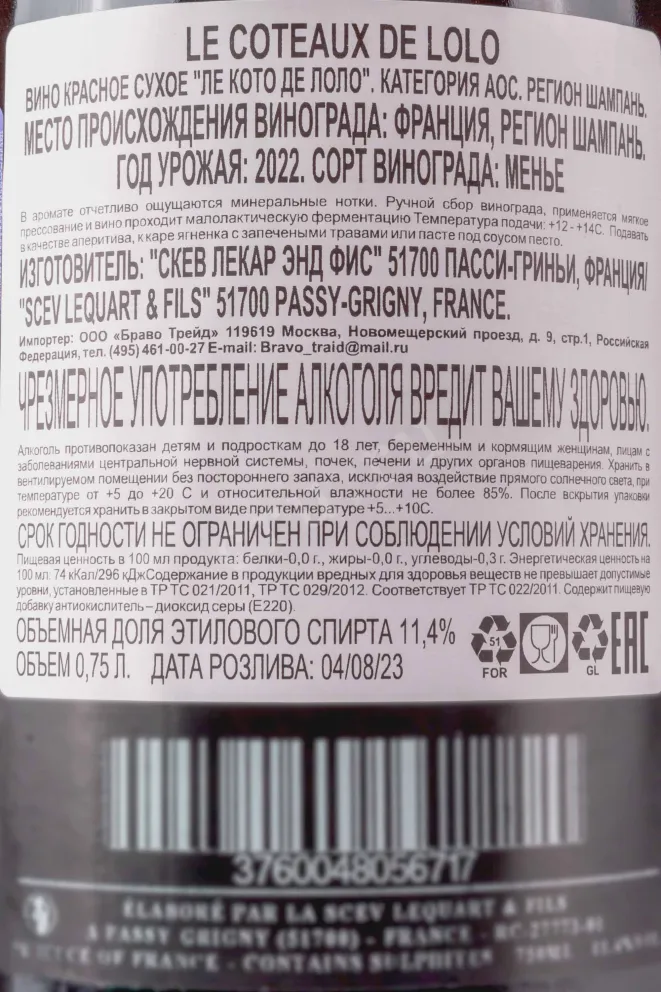 LE COTEAUX DE LOLO
ВИНО КРАСНОЕ СУХОЕ "ЛЕ КОТО ДЕ ЛОЛО". КАТЕГОРИЯ АОС. РЕГИОН ШАМПАНЬ.
МЕСТО ПРОИСХОЖДЕНИЯ ВИНОГРАДА: ФРАНЦИЯ, РЕГИОН ШАМПАНЬ.
ГОД УРОЖАЯ: 2022. СОРТ ВИНОГРАДА: МЕНЬЕ
В аромате отчетливо ощущаются минеральные нотки. Ручной сбор винограда, применяется мягкое
прессование и вино проходит малолактическую ферментацию Температура подачи: +12 - +14С. Подавать
в качестве аперитива, к каре ягненка с запечеными травами или пасте под соусом песто.
ИЗГОТОВИТЕЛЬ: "СКЕВ ЛЕКАР ЭНД ФИС" 51700 ПАССИ-ГРИНЬИ, ФРАНЦИЯ/
"SCEV LEQUART & FILS" 51700 PASSY-GRIGNY, FRANCE.
Импортер: ООО «Браво Трейд» 119619 Москва, Новомещерский проезд, д. 9, стр.1, Российская
Федерация, тел. (495) 461-00-27 E-mail: Bravo_traid@mail.ru
ЧРЕЗМЕРНОЕ УПОТРЕБЛЕНИЕ АЛКОГОЛЯ ВРЕДИТ ВАШЕМУ ЗДОРОВЬЮ.
Алкоголь противопоказан детям и подросткам до 18 лет, беременным и кормящим женщинам, лицам с
заболеваниями центральной нервной системы, почек, печени и других органов пищеварения. Хранить в
вентилируемом помещении без постороннего запаха, исключая воздействие прямого солнечного света, при
температуре от +5 до +20 С и относительной влажности не более 85%. После вскрытия упаковки
рекомендуется хранить в закрытом виде при температуре +5...+10С.
СРОК ГОДНОСТИ НЕ ОГРАНИЧЕН ПРИ СОБЛЮДЕНИИ УСЛОВИЙ ХРАНЕНИЯ.
Пищевая ценность в 100 мл продукта: белки-0,0 г., жиры-0,0 г., углеводы-0,3 г. Энергетическая ценность на
100 мл: 74 кКал/296 кДжСодержание в продукции вредных для здоровья веществ не превышает допустимые
уровни, установленные в ТР ТС 021/2011, ТР ТС 029/2012. Соответствует ТР ТС 022/2011. Содержит пищевую
добавку антиокислитель – диоксид серы (Е220).
ОБЪЕМНАЯ ДОЛЯ ЭТИЛОВОГО СПИРТА 11,4%
ОБЪЕМ 0,75 Л. ДАТА РОЗЛИВА: 04/08/23
51
FOR
GL
EAC
3760048056717
ÉLABORÉ PAR LA SCEV LEQUART & FILS
A PASSY GRIGNY (51700) - FRANCE - RC-27773-01
OF FRANCE - CONTAINS SULPHITES 750ML